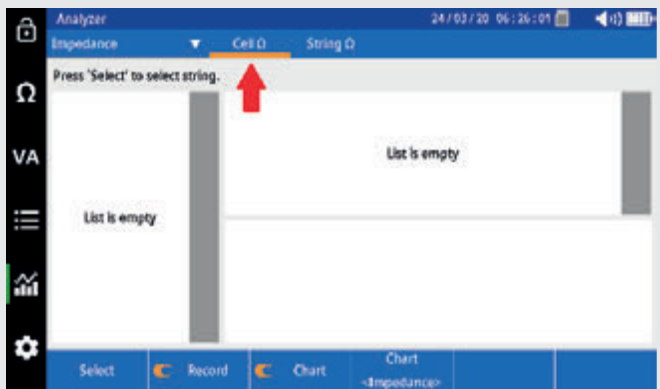 Analyzer 24/03/20 06:26:01
Impedance Cell Ω String Ω
Press 'Select' to select string.
Ω
VA
List is empty
List is empty
Select Record Chart Chart
<Impedance>